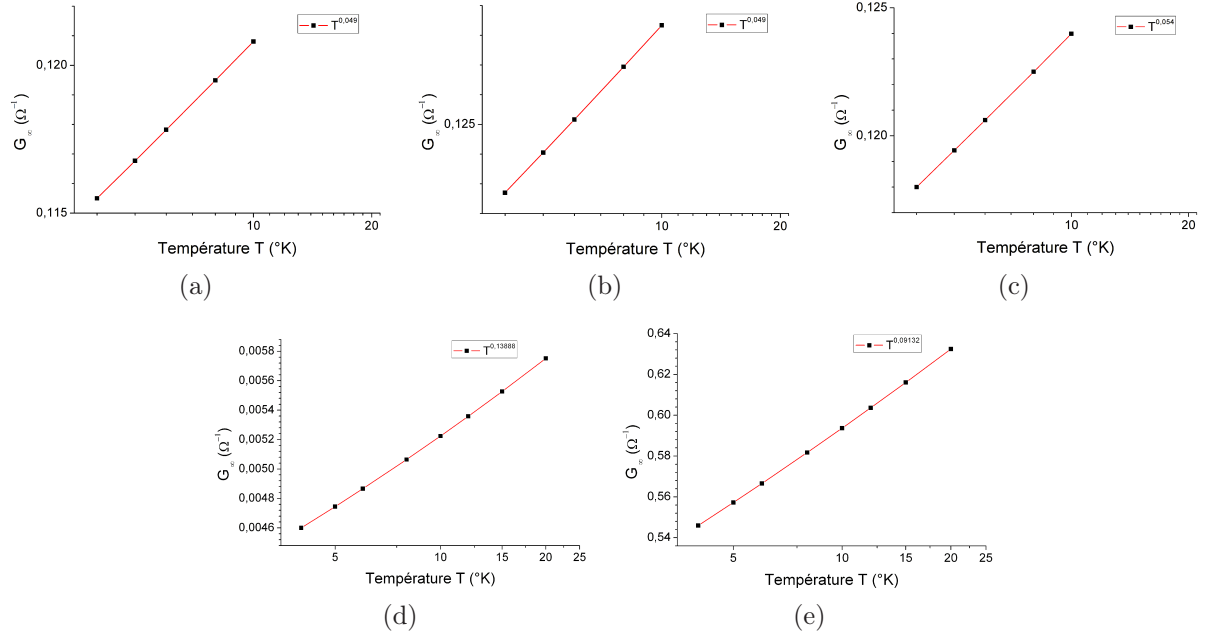 T^0,049
0,120
0,115
G∞ (Ω⁻¹)
10
20
Température T (°K)
(a)
T^0,049
0,125
G∞ (Ω⁻¹)
10
20
Température T (°K)
(b)
T^0,054
0,125
0,120
G∞ (Ω⁻¹)
10
20
Température T (°K)
(c)
T^0,13888
0,0058
0,0056
0,0054
0,0052
0,0050
0,0048
0,0046
G∞ (Ω⁻¹)
5
10
15
20
25
Température T (°K)
(d)
T^0,09132
0,64
0,62
0,60
0,58
0,56
0,54
G∞ (Ω⁻¹)
5
10
15
20
25
Température T (°K)
(e)